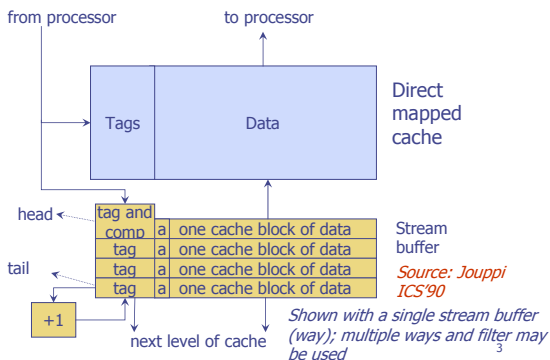 from processor
to processor
Tags
Data
Direct
mapped
cache
head
tag and
comp
a
one cache block of data
tag
a
one cache block of data
tag
a
one cache block of data
tag
a
one cache block of data
Stream
buffer
tail
Source: Jouppi
ICS'90
+1
next level of cache
Shown with a single stream buffer
(way); multiple ways and filter may
be used
3